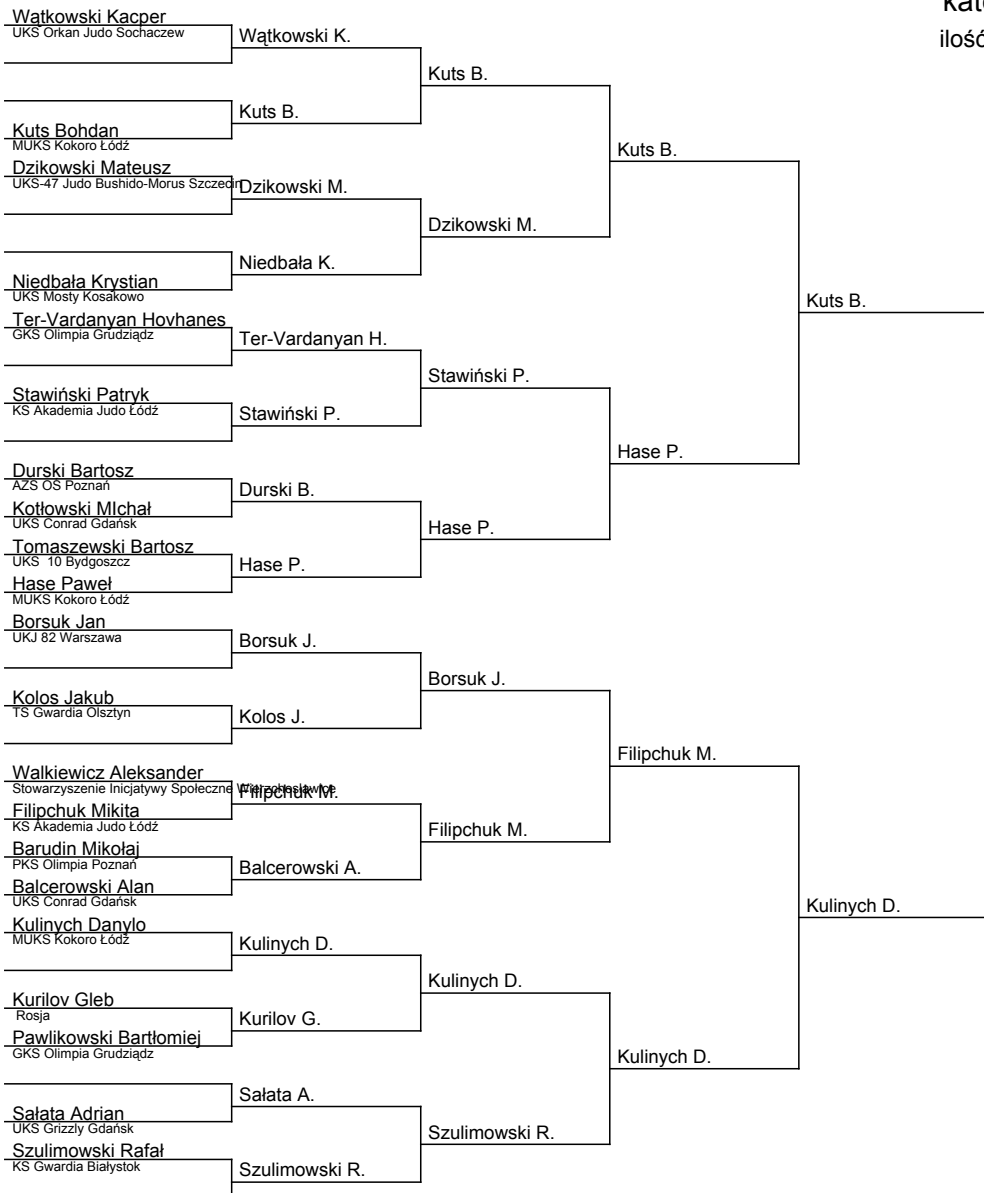 Wątkowski Kacper
UKS Orkan Judo Sochaczew
Kuts Bohdan
MUKS Kokoro Łódź
Dzikowski Mateusz
UKS-47 Judo Bushido-Morus Szczecin
Niedbała Krystian
UKS Mosty Kosakowo
Ter-Vardanyan Hovhanes
GKS Olimpia Grudziądz
Stawiński Patryk
KS Akademia Judo Łódź
Durski Bartosz
AZS OŚ Poznań
Kotłowski MIchał
UKS Conrad Gdańsk
Tomaszewski Bartosz
UKS 10 Bydgoszcz
Hase Paweł
MUKS Kokoro Łódź
Borsuk Jan
UKJ 82 Warszawa
Kolos Jakub
TS Gwardia Olsztyn
Walkiewicz Aleksander
Stowarzyszenie Inicjatywy Społeczne
Filipchuk Mikita
KS Akademia Judo Łódź
Barudin Mikołaj
PKS Olimpia Poznań
Balcerowski Alan
UKS Conrad Gdańsk
Kulinych Danylo
MUKS Kokoro Łódź
Kurilov Gleb
Rosja
Pawlikowski Bartłomiej
GKS Olimpia Grudziądz
Sałata Adrian
UKS Grizzly Gdańsk
Szulimowski Rafał
KS Gwardia Białystok
Wątkowski K.
Kuts B.
Dzikowski M.
Niedbała K.
Ter-Vardanyan H.
Stawiński P.
Durski B.
Hase P.
Borsuk J.
Kolos J.
Filipchuk M.
Balcerowski A.
Kulinych D.
Kurilov G.
Sałata A.
Szulimowski R.
Kuts B.
Dzikowski M.
Stawiński P.
Hase P.
Borsuk J.
Filipchuk M.
Kulinych D.
Szulimowski R.
Kuts B.
Hase P.
Filipchuk M.
Kulinych D.
Kuts B.
Kulinych D.
kate
ilość